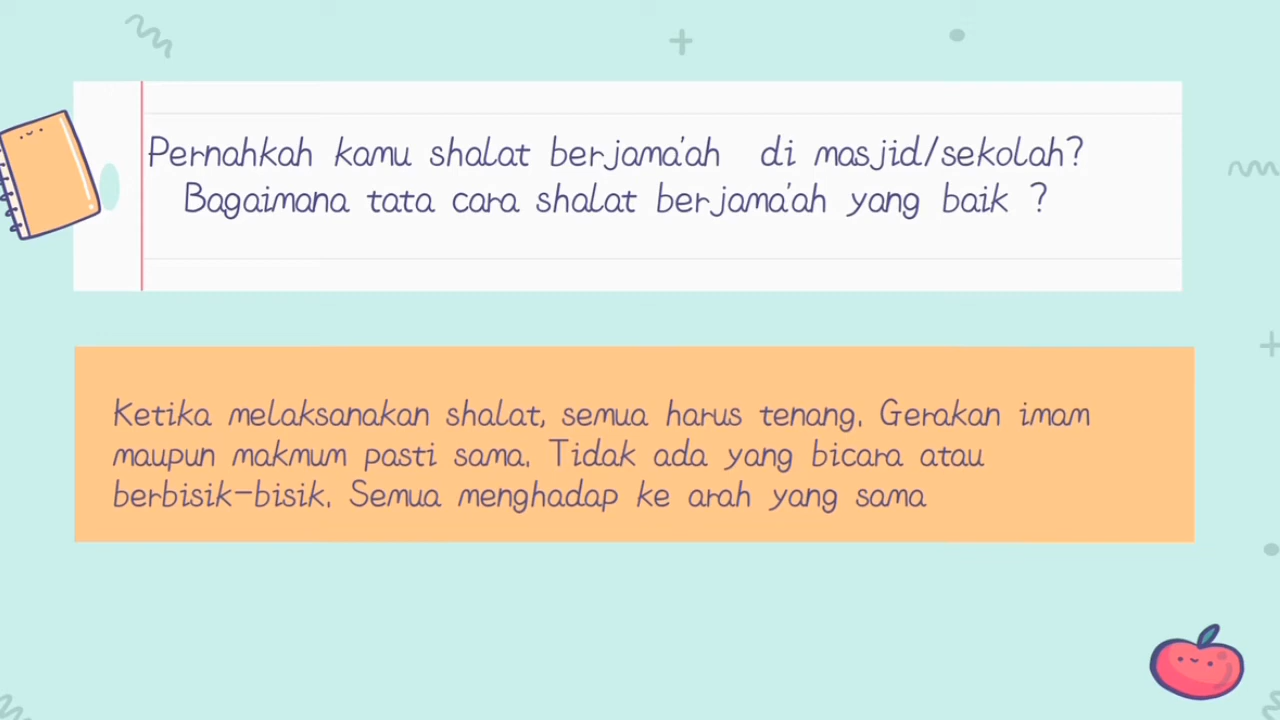 Pernahkah kamu shalat berjama'ah di masjid/sekolah?
Bagaimana tata cara shalat berjama'ah yang baik ?
Ketika melaksanakan shalat, semua harus tenang. Gerakan imam
maupun makmum pasti sama. Tidak ada yang bicara atau
berbisik-bisik. Semua menghadap ke arah yang sama